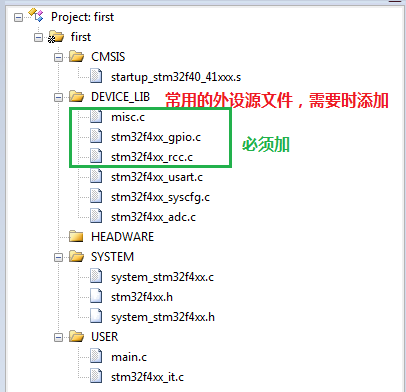 Project: first
first
CMSIS
startup_stm32f40_41xxx.s
DEVICE_LIB 常用的外设源文件，需要时添加
misc.c
stm32f4xx_gpio.c 必须加
stm32f4xx_rcc.c
stm32f4xx_usart.c
stm32f4xx_syscfg.c
stm32f4xx_adc.c
HEADWARE
SYSTEM
system_stm32f4xx.c
stm32f4xx.h
system_stm32f4xx.h
USER
main.c
stm32f4xx_it.c